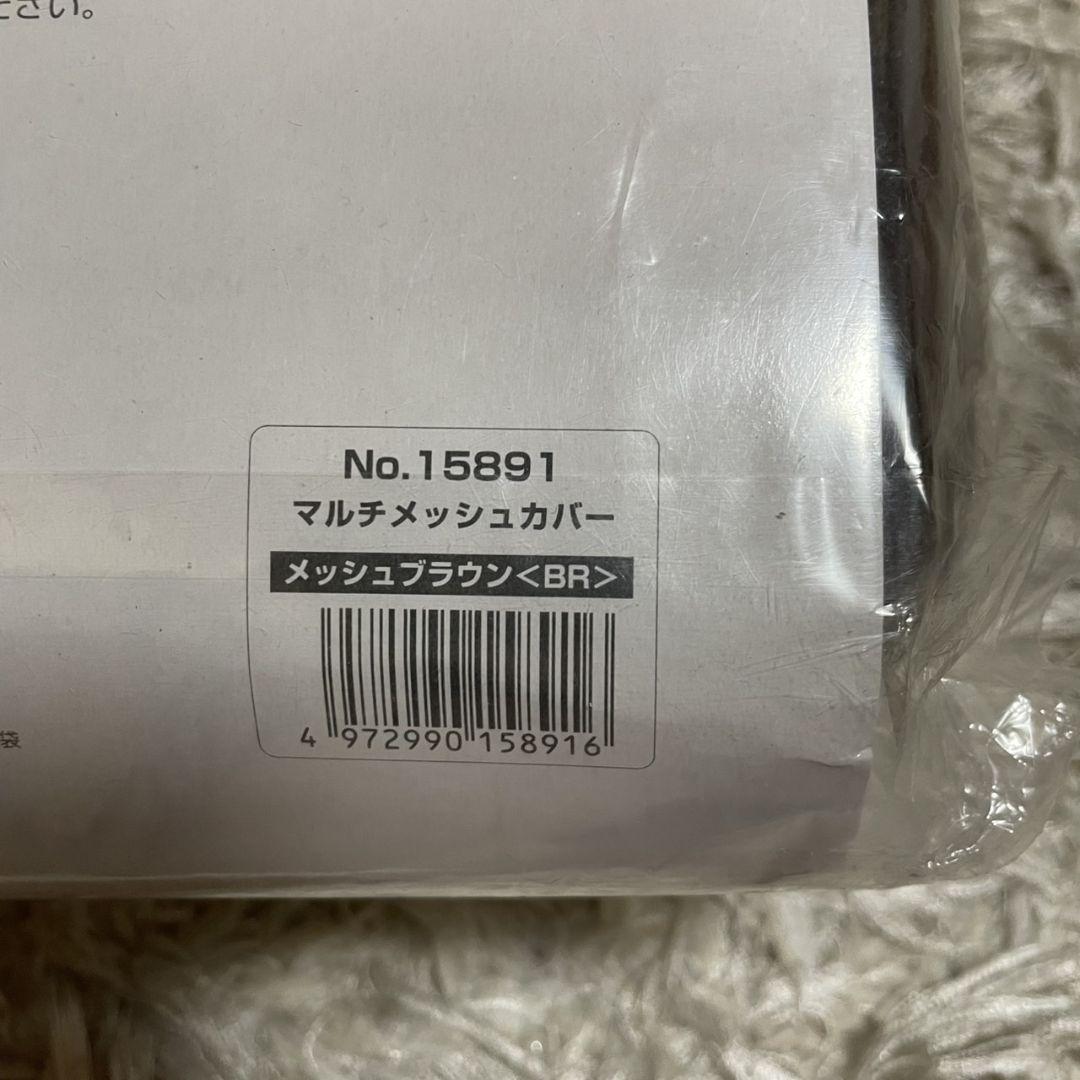 ださい。
No.15891
マルチメッシュカバー
メッシュブラウン<BR>
4 972990 158916
袋